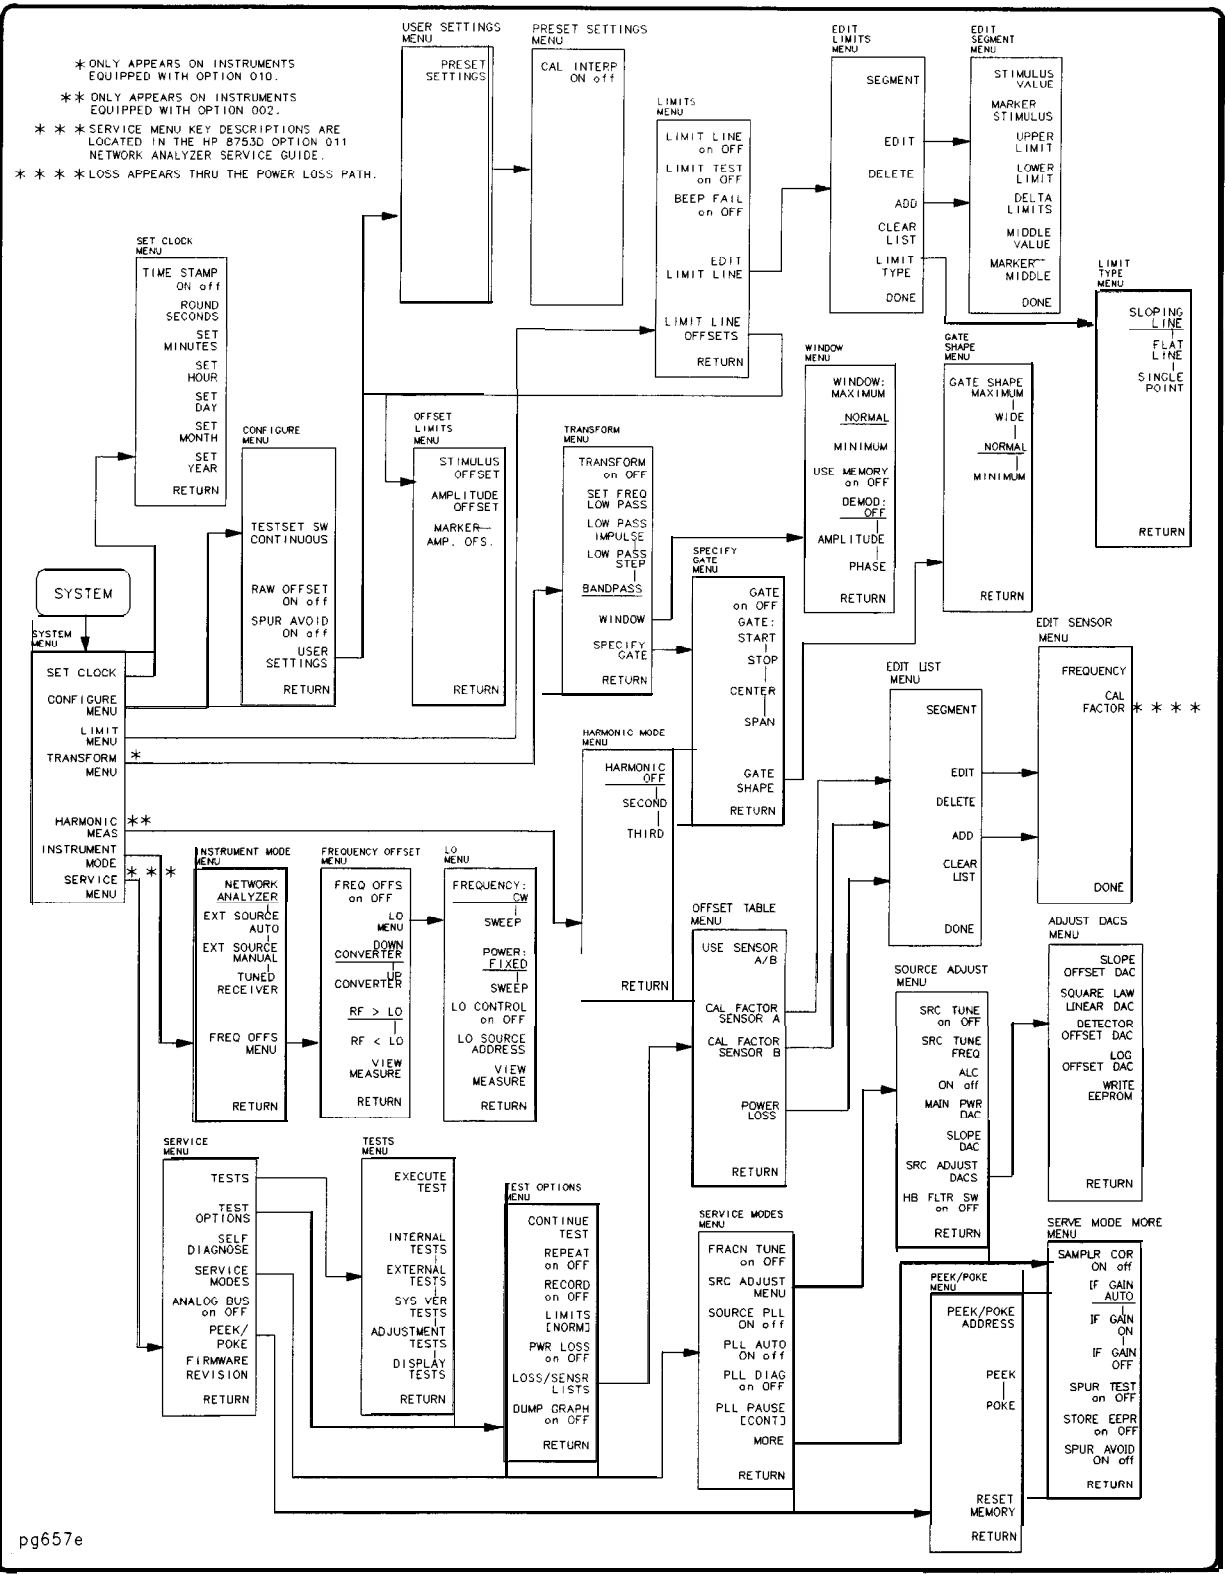 * ONLY APPEARS ON INSTRUMENTS
EQUIPPED WITH OPTION 010.
** ONLY APPEARS ON INSTRUMENTS
EQUIPPED WITH OPTION 002.
*** SERVICE MENU KEY DESCRIPTIONS ARE
LOCATED IN THE HP 8753D OPTION 011
NETWORK ANALYZER SERVICE GUIDE.
**** LOSS APPEARS THRU THE POWER LOSS PATH.
USER SETTINGS
MENU
PRESET
SETTINGS
PRESET SETTINGS
MENU
CAL INTERP
ON off
LIMITS
MENU
LIMIT LINE
on OFF
LIMIT TEST
on OFF
BEEP FAIL
on OFF
EDIT
LIMIT LINE
LIMIT LINE
OFFSETS
RETURN
EDIT
LIMITS
MENU
SEGMENT
EDIT
DELETE
ADD
CLEAR
LIST
LIMIT
TYPE
DONE
EDIT
SEGMENT
MENU
STIMULUS
VALUE
MARKER
STIMULUS
UPPER
LIMIT
LOWER
LIMIT
DELTA
LIMITS
MIDDLE
VALUE
MARKER—
MIDDLE
DONE
LIMIT
TYPE
MENU
SLOPING
LINE
FLAT
LINE
SINGLE
POINT
RETURN
SET CLOCK
MENU
TIME STAMP
ON off
ROUND
SECONDS
SET
MINUTES
SET
HOUR
SET
DAY
SET
MONTH
SET
YEAR
RETURN
CONFIGURE
MENU
TESTSET SW
CONTINUOUS
RAW OFFSET
ON off
SPUR AVOID
ON off
USER
SETTINGS
RETURN
OFFSET
LIMITS
MENU
STIMULUS
OFFSET
AMPLITUDE
OFFSET
MARKER—
AMP. OFS.
RETURN
TRANSFORM
MENU
TRANSFORM
on OFF
SET FREQ
LOW PASS
LOW PASS
IMPULSE
LOW PASS
STEP
BANDPASS
WINDOW
SPECIFY
GATE
RETURN
WINDOW
MENU
WINDOW:
MAXIMUM
NORMAL
MINIMUM
USE MEMORY
on OFF
DEMOD:
OFF
AMPLITUDE
PHASE
RETURN
GATE
SHAPE
MENU
GATE SHAPE
MAXIMUM
WIDE
NORMAL
MINIMUM
RETURN
SPECIFY
GATE
MENU
GATE
on OFF
GATE:
START
STOP
CENTER
SPAN
GATE
SHAPE
RETURN
SYSTEM
SYSTEM
MENU
SET CLOCK
CONFIGURE
MENU
LIMIT
MENU
TRANSFORM *
MENU
HARMONIC **
MEAS
INSTRUMENT
MODE
SERVICE ***
MENU
HARMONIC MODE
MENU
HARMONIC
OFF
SECOND
THIRD
RETURN
EDIT LIST
MENU
SEGMENT
EDIT
DELETE
ADD
CLEAR
LIST
DONE
EDIT SENSOR
MENU
FREQUENCY
CAL
FACTOR ****
DONE
INSTRUMENT MODE
MENU
NETWORK
ANALYZER
EXT SOURCE
AUTO
EXT SOURCE
MANUAL
TUNED
RECEIVER
FREQ OFFS
MENU
RETURN
FREQUENCY OFFSET
MENU
FREQ OFFS
on OFF
LO
MENU
DOWN
CONVERTER
UP
CONVERTER
RF > LO
RF < LO
VIEW
MEASURE
RETURN
LO
MENU
FREQUENCY:
CW
SWEEP
POWER:
FIXED
SWEEP
LO CONTROL
on OFF
LO SOURCE
ADDRESS
VIEW
MEASURE
RETURN
OFFSET TABLE
MENU
USE SENSOR
A/B
CAL FACTOR
SENSOR A
CAL FACTOR
SENSOR B
POWER
LOSS
RETURN
SOURCE ADJUST
MENU
SRC TUNE
on OFF
SRC TUNE
FREQ
ALC
ON off
MAIN PWR
DAC
SLOPE
DAC
SRC ADJUST
DACS
HB FLTR SW
on OFF
RETURN
ADJUST DACS
MENU
SLOPE
OFFSET DAC
SQUARE LAW
LINEAR DAC
DETECTOR
OFFSET DAC
LOG
OFFSET DAC
WRITE
EEPROM
RETURN
SERVICE
MENU
TESTS
TEST
OPTIONS
SELF
DIAGNOSE
SERVICE
MODES
ANALOG BUS
on OFF
PEEK/
POKE
FIRMWARE
REVISION
RETURN
TESTS
MENU
EXECUTE
TEST
INTERNAL
TESTS
EXTERNAL
TESTS
SYS VER
TESTS
ADJUSTMENT
TESTS
DISPLAY
TESTS
RETURN
TEST OPTIONS
MENU
CONTINUE
TEST
REPEAT
on OFF
RECORD
on OFF
LIMITS
[NORM]
PWR LOSS
on OFF
LOSS/SENSR
LISTS
DUMP GRAPH
on OFF
RETURN
SERVICE MODES
MENU
FRACN TUNE
on OFF
SRC ADJUST
MENU
SOURCE PLL
ON off
PLL AUTO
ON off
PLL DIAG
on OFF
PLL PAUSE
[CONT]
MORE
RETURN
PEEK/POKE
MENU
PEEK/POKE
ADDRESS
PEEK
POKE
RESET
MEMORY
RETURN
SERVE MODE MORE
MENU
SAMPLR COR
ON off
IF GAIN
AUTO
IF GAIN
ON
IF GAIN
OFF
SPUR TEST
on OFF
STORE EEPR
on OFF
SPUR AVOID
ON off
RETURN
pg657e